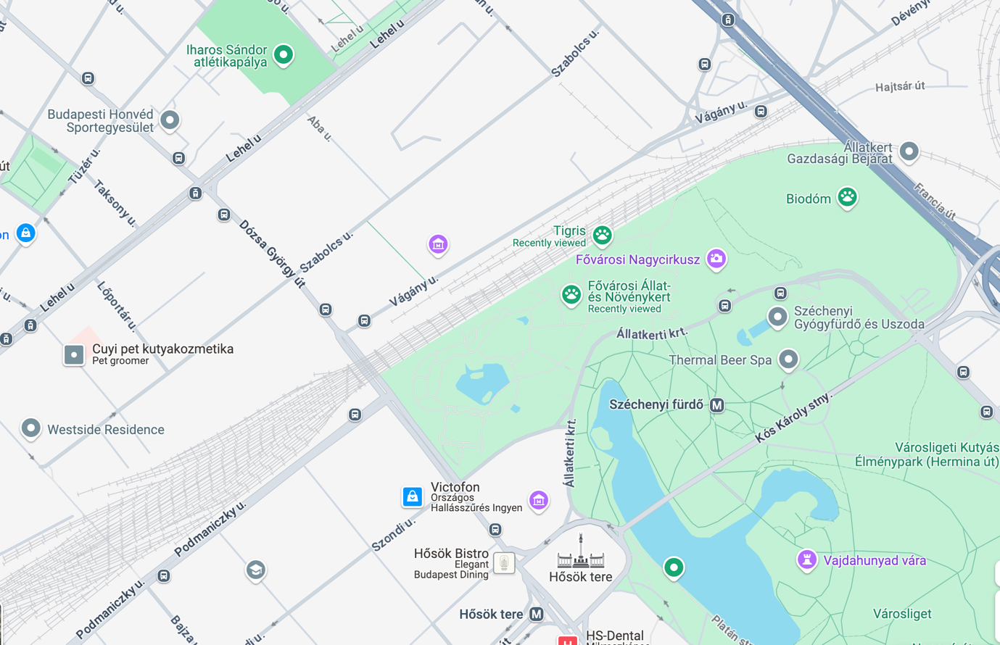 Lehel u
Lehel u
Dévény
Iharos Sándor
atlétikapálya
Szabolcs u.
Hajtsár út
Budapesti Honvéd
Sportegyesület
Aba u.
Vágány u.
Lehel u
Állatkert
Gazdasági Bejárat
út
Tüzér u.
Taksony u.
Biodóm
Francia út
Dózsa György út
Tigris
Recently viewed
Szabolcs u.
Fővárosi Nagycirkusz
Vágány u.
Fővárosi Állat-
és Növénykert
Recently viewed
Lehel u
Lőportár u.
Széchenyi
Gyógyfürdő és Uszoda
Állatkerti krt.
Cuyi pet kutyakozmetika
Pet groomer
Thermal Beer Spa
Széchenyi fürdő
M
Kós Károly stny.
Westside Residence
Állatkerti krt.
Városligeti Kutyás
Élménypark (Hermina út)
Victofon
Országos
Hallásszűrés Ingyen
Podmaniczky u.
Szondi u.
Hősök Bistro
Elegant
Budapest Dining
Hősök tere
Vajdahunyad vára
Podmaniczky u.
Hősök tere
M
Városliget
Bajza u.
Platán
HS-Dental